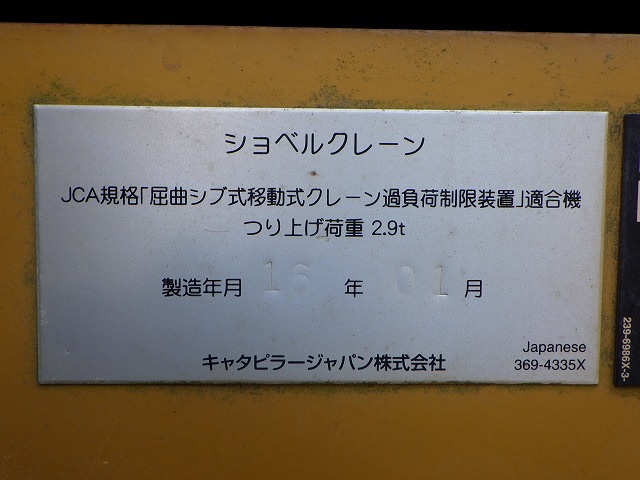 ショベルクレーン
JCA規格「屈曲シブ式移動式クレーン過負荷制限装置」適合機
つり上げ荷重 2.9t
製造年月 16 年 01 月
キャタピラージャパン株式会社
Japanese
369-4335X
239-6986X-3-